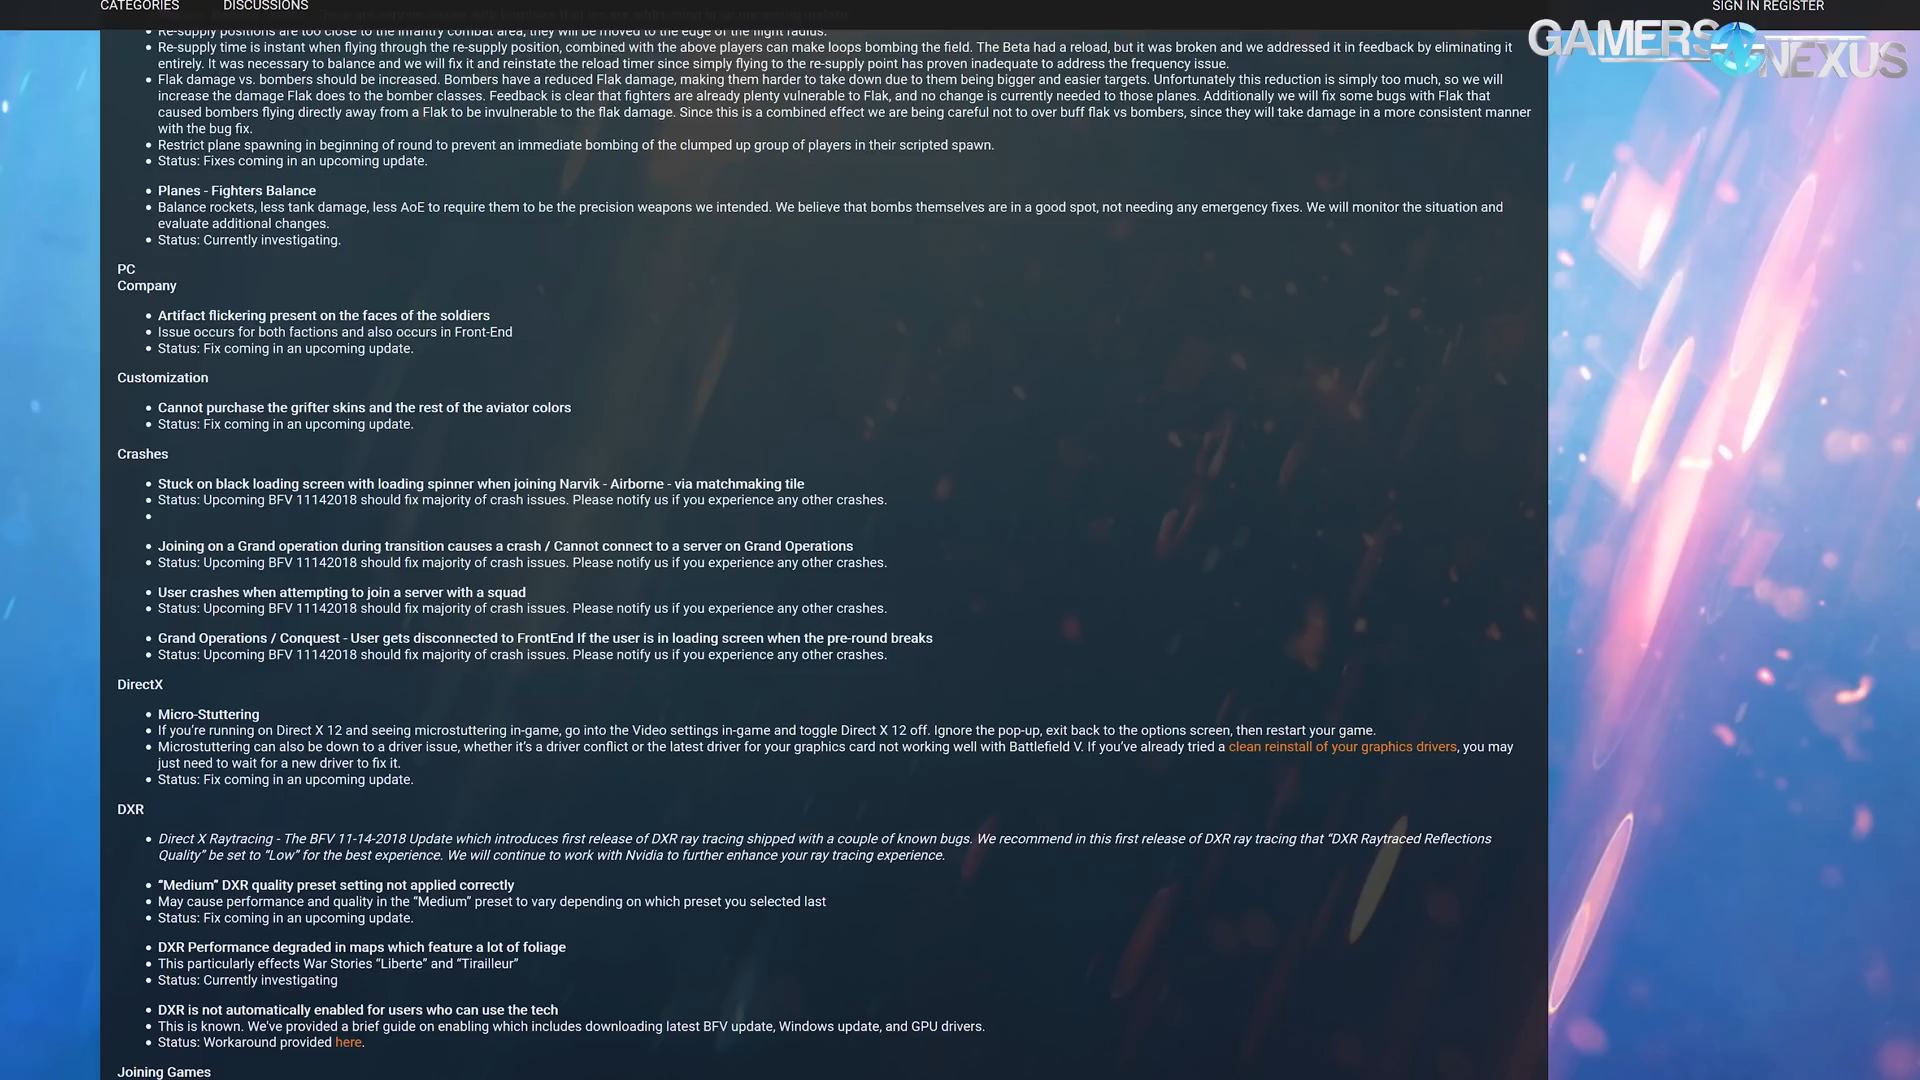 CATEGORIES
DISCUSSIONS
SIGN IN REGISTER
GAMERS NEXUS
Re-supply positions are too close to the infantry combat area, they will be moved to the edge of the flight radius.
Re-supply time is instant when flying through the re-supply position, combined with the above players can make loops bombing the field. The Beta had a reload, but it was broken and we addressed it in feedback by eliminating it
entirely. It was necessary to balance and we will fix it and reinstate the reload timer since simply flying to the re-supply point has proven inadequate to address the frequency issue.
Flak damage vs. bombers should be increased. Bombers have a reduced Flak damage, making them harder to take down due to them being bigger and easier targets. Unfortunately this reduction is simply too much, so we will
increase the damage Flak does to the bomber classes. Feedback is clear that fighters are already plenty vulnerable to Flak, and no change is currently needed to those planes. Additionally we will fix some bugs with Flak that
caused bombers flying directly away from a Flak to be invulnerable to the flak damage. Since this is a combined effect we are being careful not to over buff flak vs bombers, since they will take damage in a more consistent manner
with the bug fix.
Restrict plane spawning in beginning of round to prevent an immediate bombing of the clumped up group of players in their scripted spawn.
Status: Fixes coming in an upcoming update.
Planes - Fighters Balance
Balance rockets, less tank damage, less AoE to require them to be the precision weapons we intended. We believe that bombs themselves are in a good spot, not needing any emergency fixes. We will monitor the situation and
evaluate additional changes.
Status: Currently investigating.
PC
Company
Artifact flickering present on the faces of the soldiers
Issue occurs for both factions and also occurs in Front-End
Status: Fix coming in an upcoming update.
Customization
Cannot purchase the grifter skins and the rest of the aviator colors
Status: Fix coming in an upcoming update.
Crashes
Stuck on black loading screen with loading spinner when joining Narvik - Airborne - via matchmaking tile
Status: Upcoming BFV 11142018 should fix majority of crash issues. Please notify us if you experience any other crashes.
Joining on a Grand operation during transition causes a crash / Cannot connect to a server on Grand Operations
Status: Upcoming BFV 11142018 should fix majority of crash issues. Please notify us if you experience any other crashes.
User crashes when attempting to join a server with a squad
Status: Upcoming BFV 11142018 should fix majority of crash issues. Please notify us if you experience any other crashes.
Grand Operations / Conquest - User gets disconnected to FrontEnd If the user is in loading screen when the pre-round breaks
Status: Upcoming BFV 11142018 should fix majority of crash issues. Please notify us if you experience any other crashes.
DirectX
Micro-Stuttering
If you’re running on Direct X 12 and seeing microstuttering in-game, go into the Video settings in-game and toggle Direct X 12 off. Ignore the pop-up, exit back to the options screen, then restart your game.
Microstuttering can also be down to a driver issue, whether it’s a driver conflict or the latest driver for your graphics card not working well with Battlefield V. If you’ve already tried a clean reinstall of your graphics drivers, you may
just need to wait for a new driver to fix it.
Status: Fix coming in an upcoming update.
DXR
Direct X Raytracing - The BFV 11-14-2018 Update which introduces first release of DXR ray tracing shipped with a couple of known bugs. We recommend in this first release of DXR ray tracing that “DXR Raytraced Reflections
Quality” be set to “Low” for the best experience. We will continue to work with Nvidia to further enhance your ray tracing experience.
“Medium” DXR quality preset setting not applied correctly
May cause performance and quality in the “Medium” preset to vary depending on which preset you selected last
Status: Fix coming in an upcoming update.
DXR Performance degraded in maps which feature a lot of foliage
This particularly effects War Stories “Liberte” and “Tirailleur”
Status: Currently investigating
DXR is not automatically enabled for users who can use the tech
This is known. We've provided a brief guide on enabling which includes downloading latest BFV update, Windows update, and GPU drivers.
Status: Workaround provided here.
Joining Games